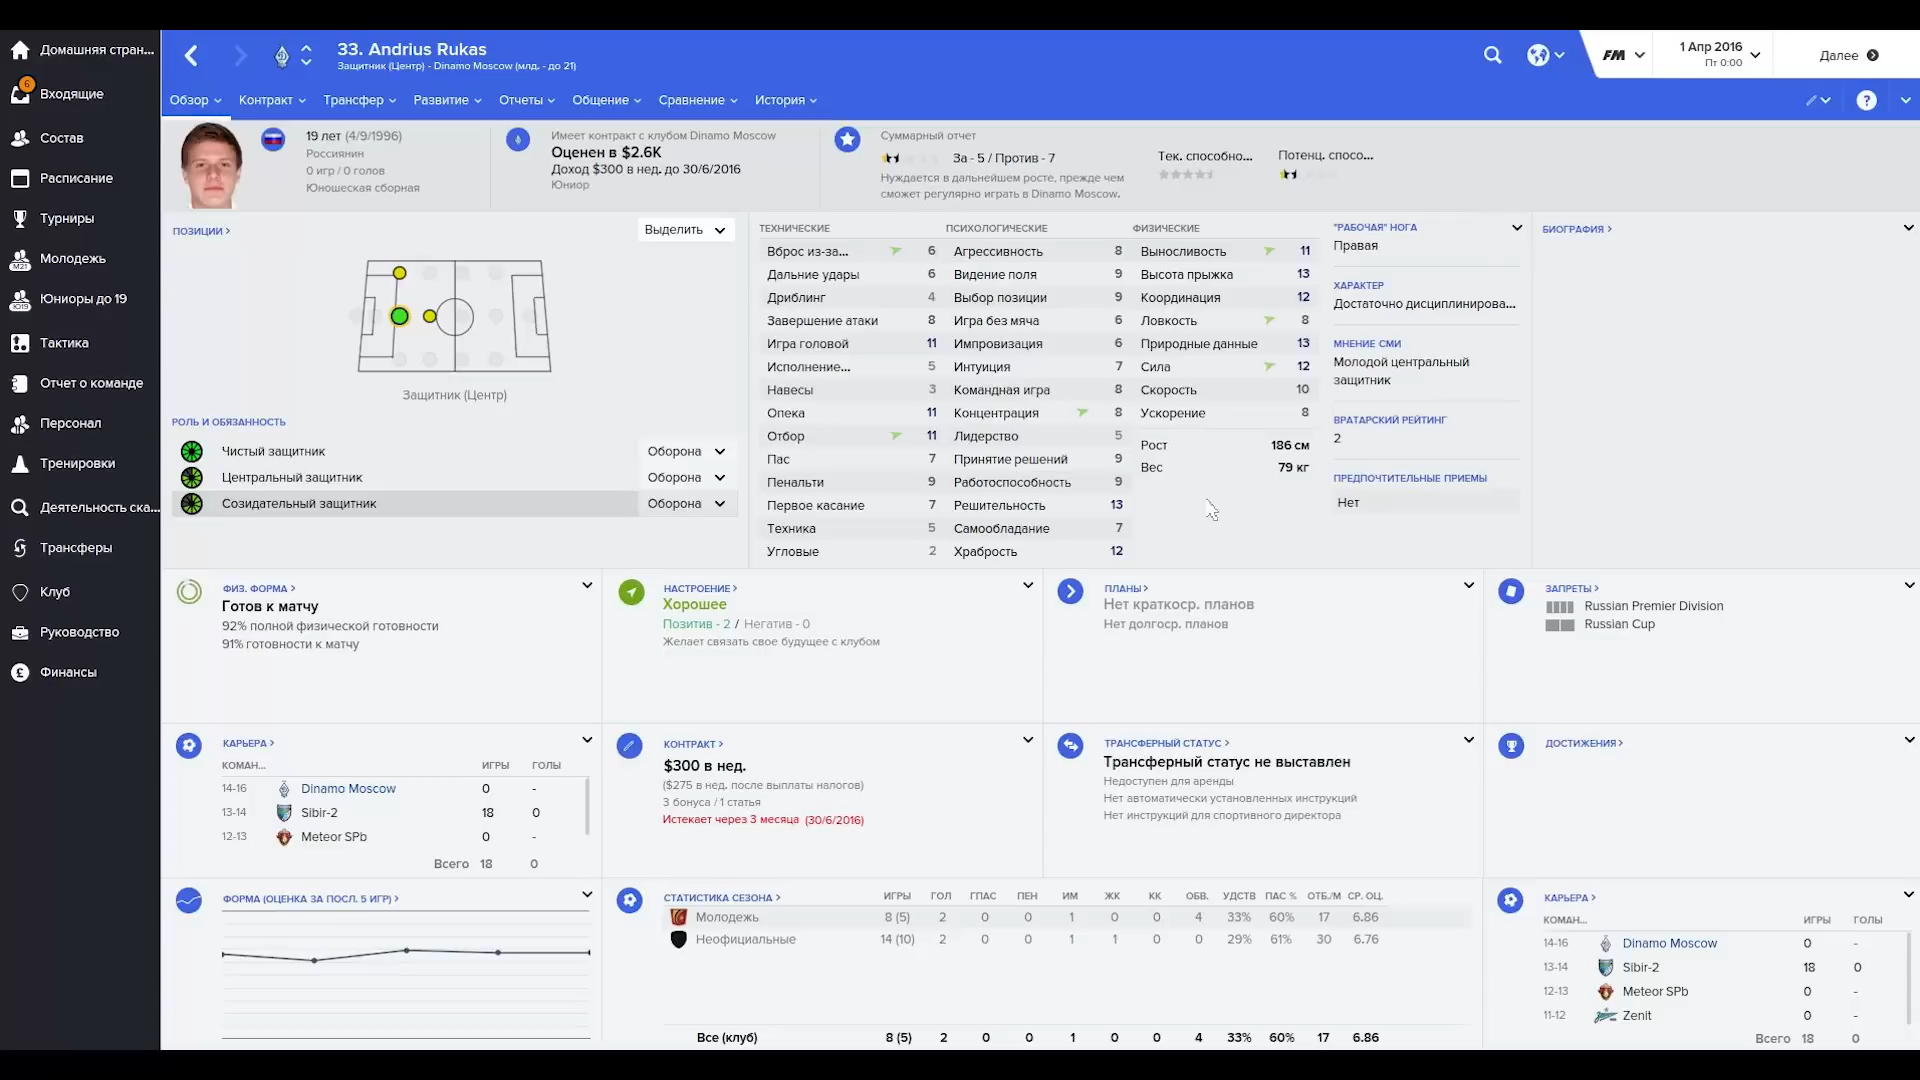 Домашняя стран...
6
Входящие
Состав
Расписание
Турниры
M21
Молодежь
Ю19
Юниоры до 19
Тактика
Отчет о команде
Персонал
Тренировки
Деятельность ска...
Трансферы
Клуб
Руководство
Финансы
33. Andrius Rukas
Защитник (Центр) - Dinamo Moscow (млд. - до 21)
FM
1 Апр 2016
Пт 0:00
Далее
Обзор Контракт Трансфер Развитие Отчеты Общение Сравнение История
?
19 лет (4/9/1996)
Россиянин
0 игр / 0 голов
Юношеская сборная
Имеет контракт с клубом Dinamo Moscow
Оценен в $2.6K
Доход $300 в нед. до 30/6/2016
Юниор
Суммарный отчет
За - 5 / Против - 7
Нуждается в дальнейшем росте, прежде чем
сможет регулярно играть в Dinamo Moscow.
Тек. способно...
Потенц. спосо...
ПОЗИЦИИ >
Выделить
Защитник (Центр)
РОЛЬ И ОБЯЗАННОСТЬ
Чистый защитник Оборона
Центральный защитник Оборона
Созидательный защитник Оборона
ТЕХНИЧЕСКИЕ
Вброс из-за... 6
Дальние удары 6
Дриблинг 4
Завершение атаки 8
Игра головой 11
Исполнение... 5
Навесы 3
Опека 11
Отбор 11
Пас 7
Пенальти 9
Первое касание 7
Техника 5
Угловые 2
ПСИХОЛОГИЧЕСКИЕ
Агрессивность 8
Видение поля 9
Выбор позиции 9
Игра без мяча 6
Импровизация 6
Интуиция 7
Командная игра 8
Концентрация 8
Лидерство 5
Принятие решений 9
Работоспособность 9
Решительность 13
Самообладание 7
Храбрость 12
ФИЗИЧЕСКИЕ
Выносливость 11
Высота прыжка 13
Координация 12
Ловкость 8
Природные данные 13
Сила 12
Скорость 10
Ускорение 8
Рост 186 см
Вес 79 кг
"РАБОЧАЯ" НОГА
Правая
ХАРАКТЕР
Достаточно дисциплинирова...
МНЕНИЕ СМИ
Молодой центральный
защитник
ВРАТАРСКИЙ РЕЙТИНГ
2
ПРЕДПОЧТИТЕЛЬНЫЕ ПРИЕМЫ
Нет
БИОГРАФИЯ >
ФИЗ. ФОРМА >
Готов к матчу
92% полной физической готовности
91% готовности к матчу
НАСТРОЕНИЕ >
Хорошее
Позитив - 2 / Негатив - 0
Желает связать свое будущее с клубом
ПЛАНЫ >
Нет краткоср. планов
Нет долгоср. планов
ЗАПРЕТЫ >
Russian Premier Division
Russian Cup
КАРЬЕРА >
КОМАН... ИГРЫ ГОЛЫ
14-16 Dinamo Moscow 0 -
13-14 Sibir-2 18 0
12-13 Meteor SPb 0 -
Всего 18 0
КОНТРАКТ >
$300 в нед.
($275 в нед. после выплаты налогов)
3 бонуса / 1 статья
Истекает через 3 месяца (30/6/2016)
ТРАНСФЕРНЫЙ СТАТУС >
Трансферный статус не выставлен
Недоступен для аренды
Нет автоматически установленных инструкций
Нет инструкций для спортивного директора
ДОСТИЖЕНИЯ >
ФОРМА (ОЦЕНКА ЗА ПОСЛ. 5 ИГР) >
СТАТИСТИКА СЕЗОНА > ИГРЫ ГОЛ ГПАС ПЕН ИМ ЖК КК ОБВ. УДСТВ ПАС % ОТБ./М СР. ОЦ.
Молодежь 8 (5) 2 0 0 1 0 0 4 33% 60% 17 6.86
Неофициальные 14 (10) 2 0 0 1 1 0 0 29% 61% 30 6.76
Все (клуб) 8 (5) 2 0 0 1 0 0 4 33% 60% 17 6.86
КАРЬЕРА >
КОМАН... ИГРЫ ГОЛЫ
14-16 Dinamo Moscow 0 -
13-14 Sibir-2 18 0
12-13 Meteor SPb 0 -
11-12 Zenit 0 -
Всего 18 0